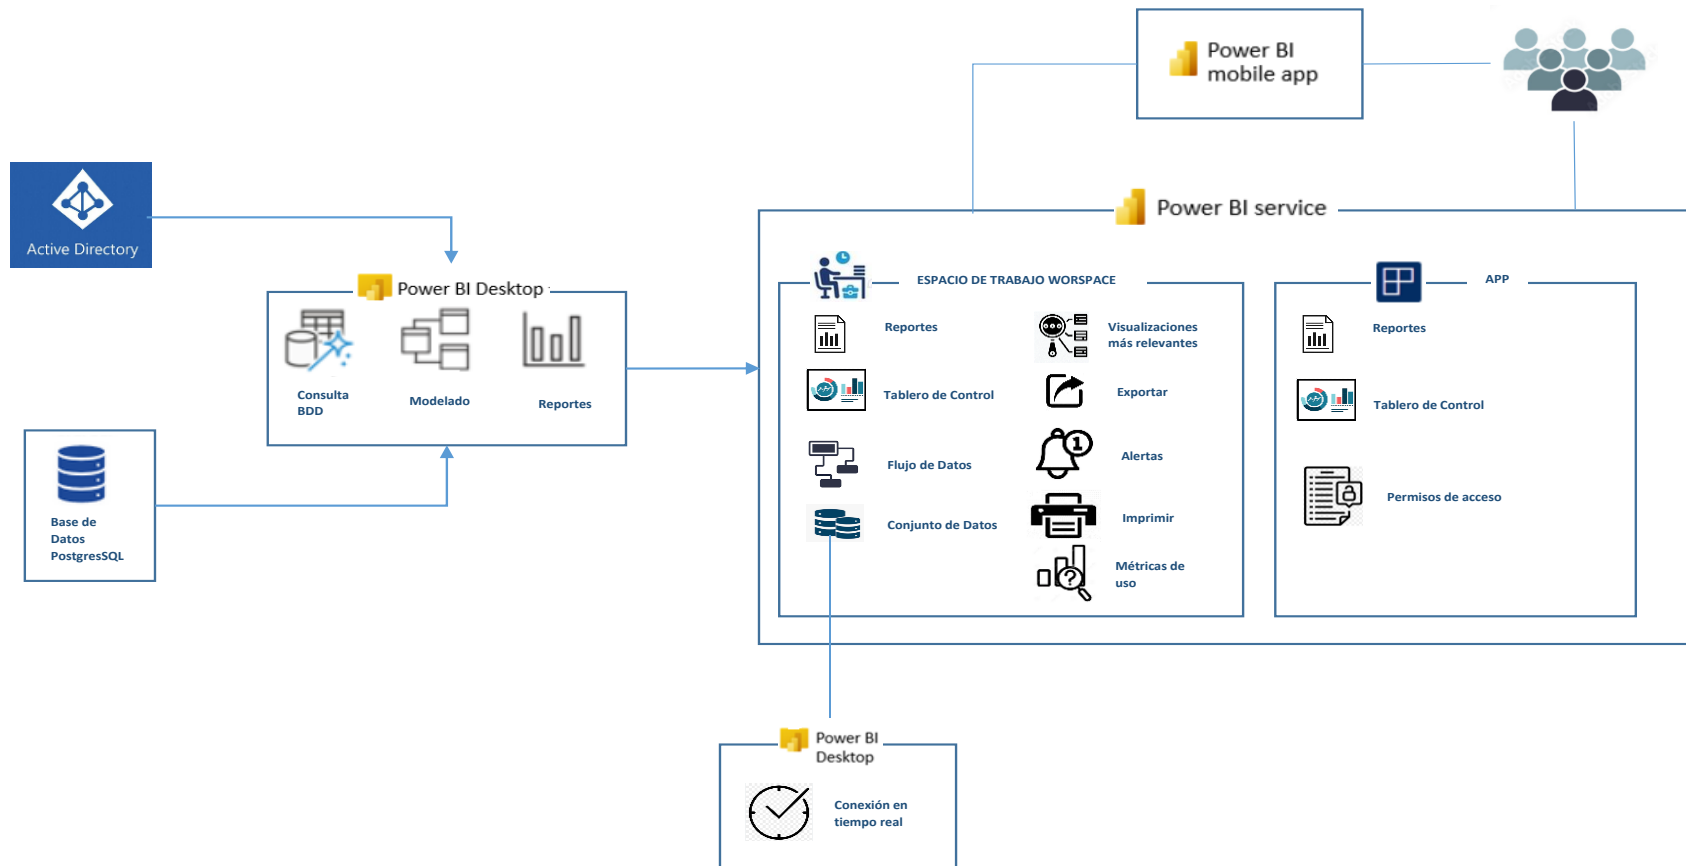 Power BI
mobile app
Active Directory
Power BI service
Power BI Desktop
Consulta
BDD
Modelado
Reportes
Base de
Datos
PostgresSQL
ESPACIO DE TRABAJO WORSPACE
Reportes
Tablero de Control
Flujo de Datos
Conjunto de Datos
Visualizaciones
más relevantes
Exportar
1
Alertas
Imprimir
?
Métricas de
uso
APP
Reportes
Tablero de Control
Permisos de acceso
Power BI
Desktop
Conexión en
tiempo real